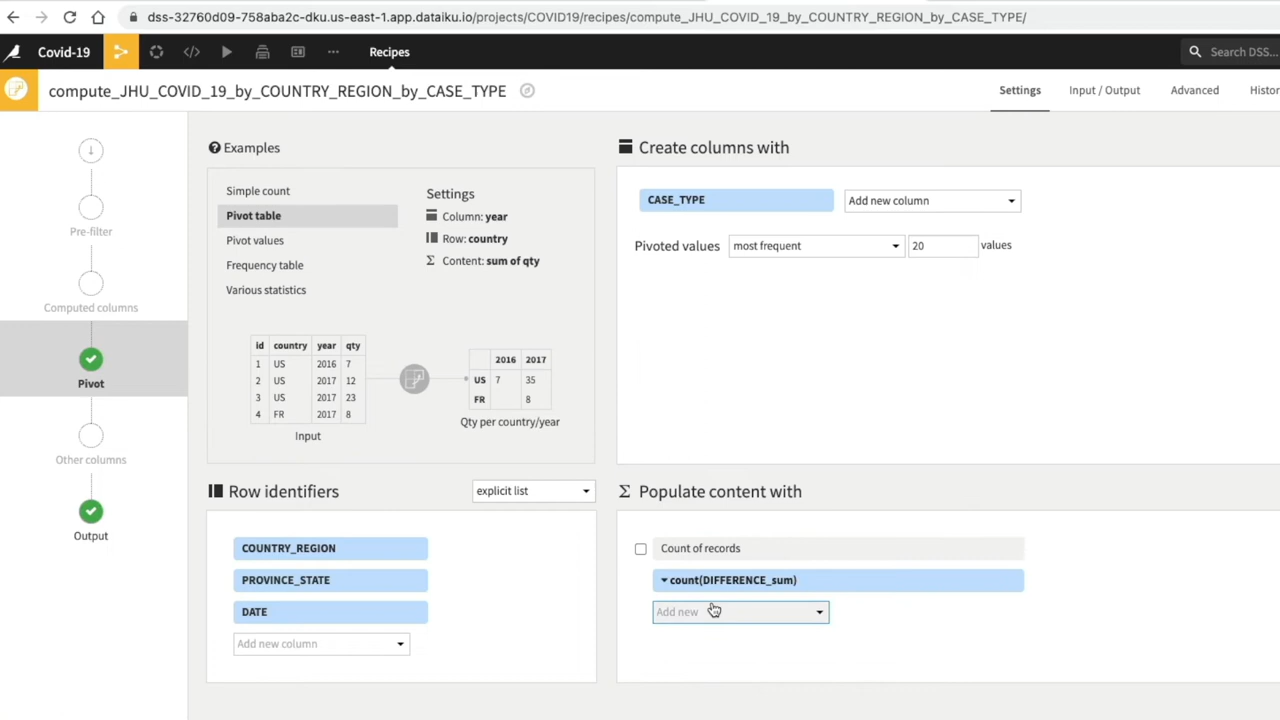 dss-32760d09-758aba2c-dku.us-east-1.app.dataiku.io/projects/COVID19/recipes/compute_JHU_COVID_19_by_COUNTRY_REGION_by_CASE_TYPE/
Covid-19
Recipes
Search DSS...
compute_JHU_COVID_19_by_COUNTRY_REGION_by_CASE_TYPE
Settings
Input / Output
Advanced
Histor
Pre-filter
Computed columns
Pivot
Other columns
Output
Examples
Simple count
Pivot table
Pivot values
Frequency table
Various statistics
Settings
Column: year
Row: country
Content: sum of qty
id country year qty
1 US 2016 7
2 US 2017 12
3 US 2017 23
4 FR 2017 8
Input
2016 2017
US 7 35
FR 8
Qty per country/year
Create columns with
CASE_TYPE
Add new column
Pivoted values
most frequent
20
values
Row identifiers
explicit list
COUNTRY_REGION
PROVINCE_STATE
DATE
Add new column
Σ Populate content with
Count of records
count(DIFFERENCE_sum)
Add new